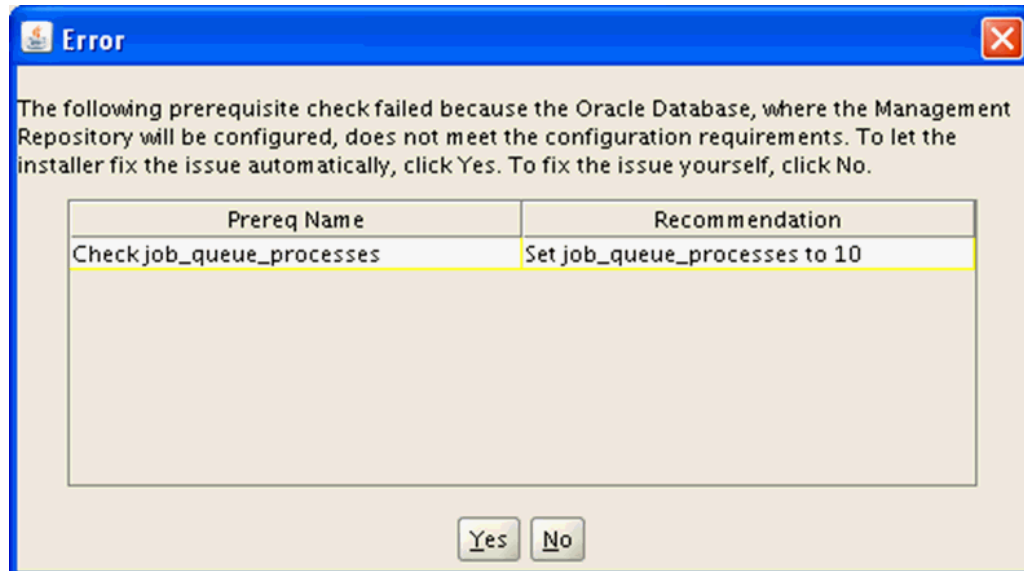 Error
The following prerequisite check failed because the Oracle Database, where the Management
Repository will be configured, does not meet the configuration requirements. To let the
installer fix the issue automatically, click Yes. To fix the issue yourself, click No.
Prereq Name Recommendation
Check job_queue_processes Set job_queue_processes to 10
Yes No